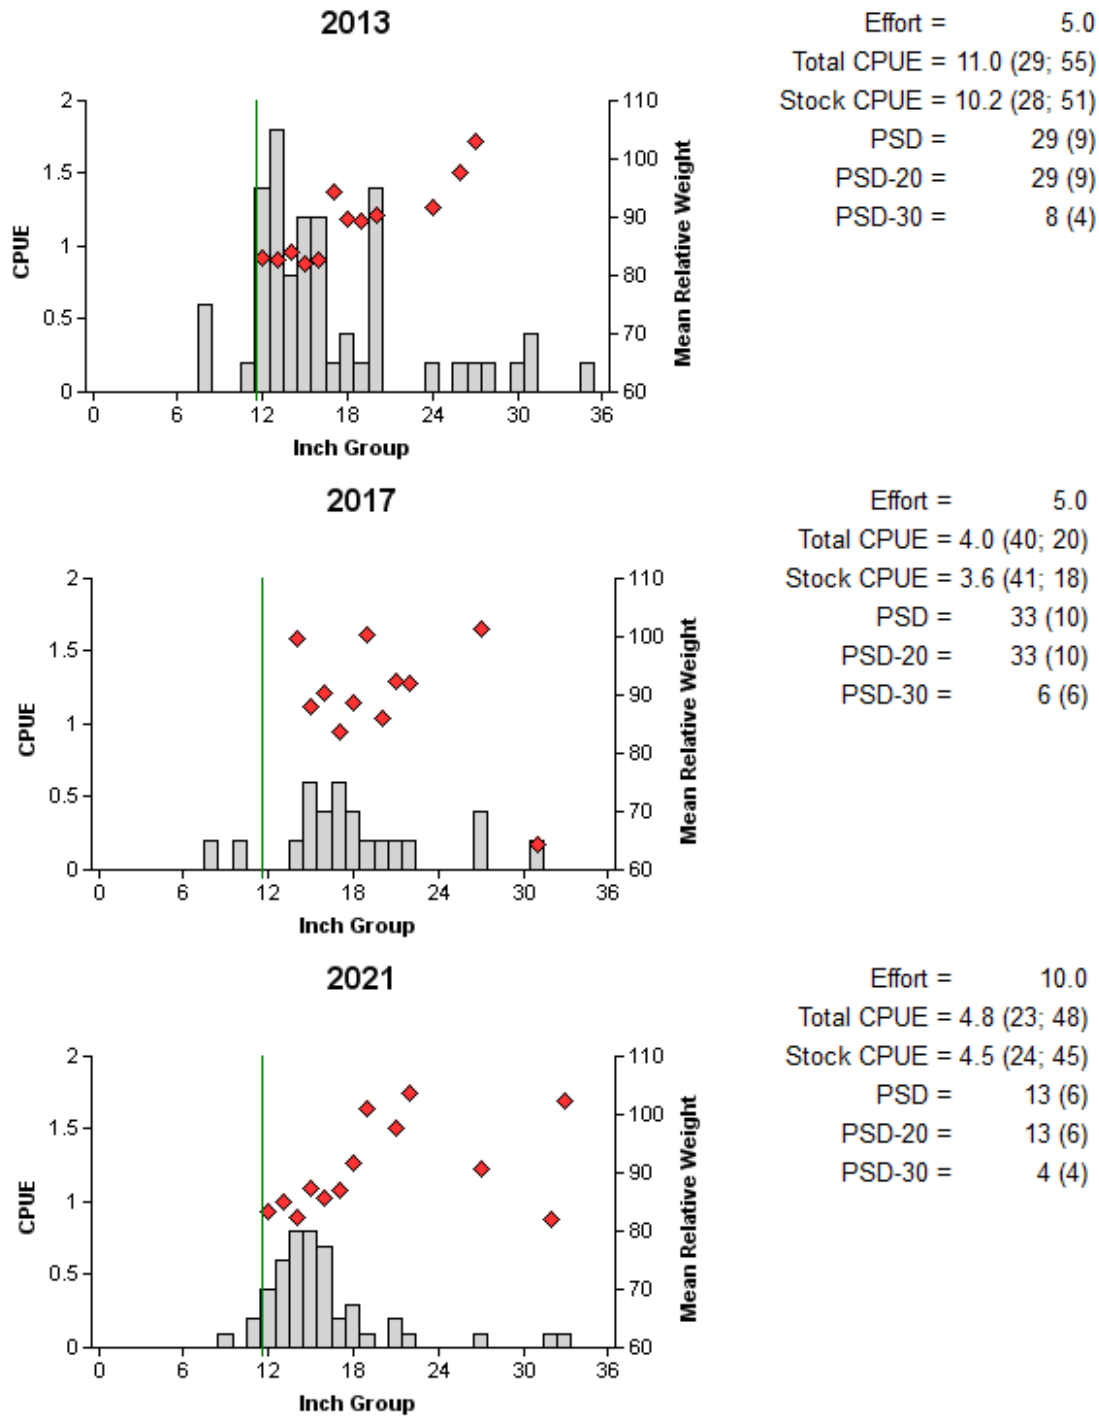 2013
Effort = 5.0
Total CPUE = 11.0 (29; 55)
Stock CPUE = 10.2 (28; 51)
PSD = 29 (9)
PSD-20 = 29 (9)
PSD-30 = 8 (4)
2
1.5
1
0.5
0
CPUE
110
100
90
80
70
60
Mean Relative Weight
0 6 12 18 24 30 36
Inch Group
2017
Effort = 5.0
Total CPUE = 4.0 (40; 20)
Stock CPUE = 3.6 (41; 18)
PSD = 33 (10)
PSD-20 = 33 (10)
PSD-30 = 6 (6)
2
1.5
1
0.5
0
CPUE
110
100
90
80
70
60
Mean Relative Weight
0 6 12 18 24 30 36
Inch Group
2021
Effort = 10.0
Total CPUE = 4.8 (23; 48)
Stock CPUE = 4.5 (24; 45)
PSD = 13 (6)
PSD-20 = 13 (6)
PSD-30 = 4 (4)
2
1.5
1
0.5
0
CPUE
110
100
90
80
70
60
Mean Relative Weight
0 6 12 18 24 30 36
Inch Group